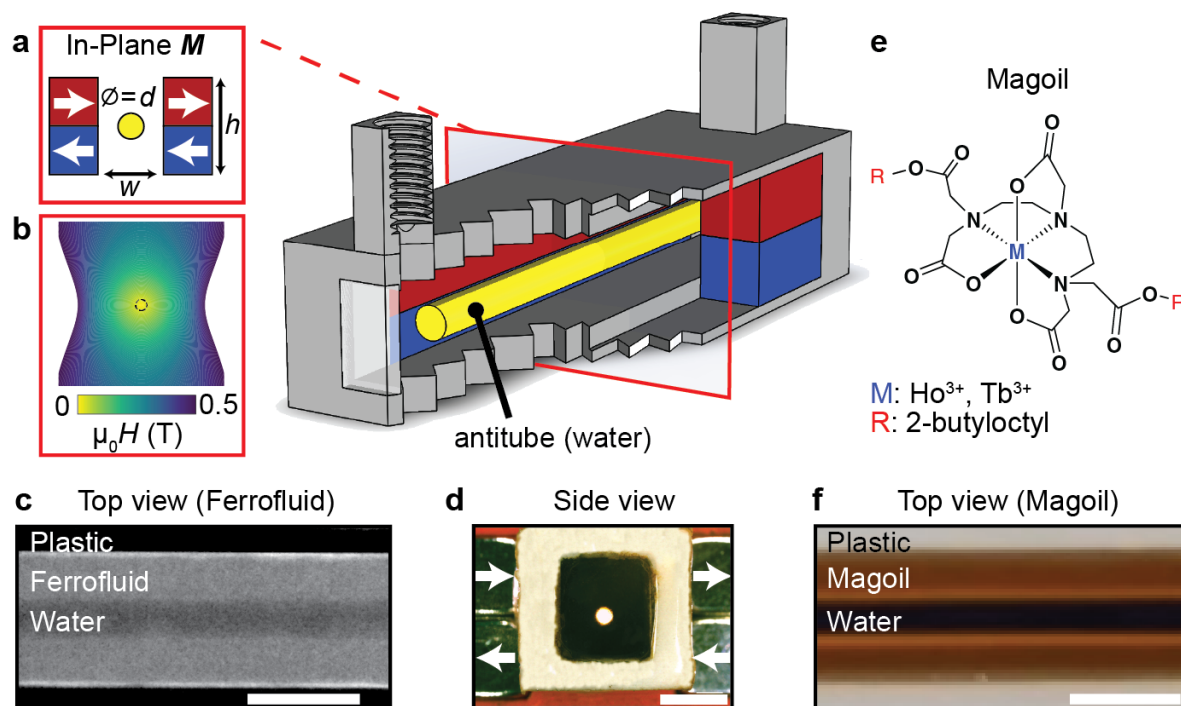 a
In-Plane M
Ø=d
h
w
b
0 0.5
μ₀H (T)
antitube (water)
e
Magoil
O
O
R
O
O
O
N
N
M
O
O
N
O
R
O
O
O
M: Ho³⁺, Tb³⁺
R: 2-butyloctyl
c Top view (Ferrofluid)
Plastic
Ferrofluid
Water
d Side view
f Top view (Magoil)
Plastic
Magoil
Water